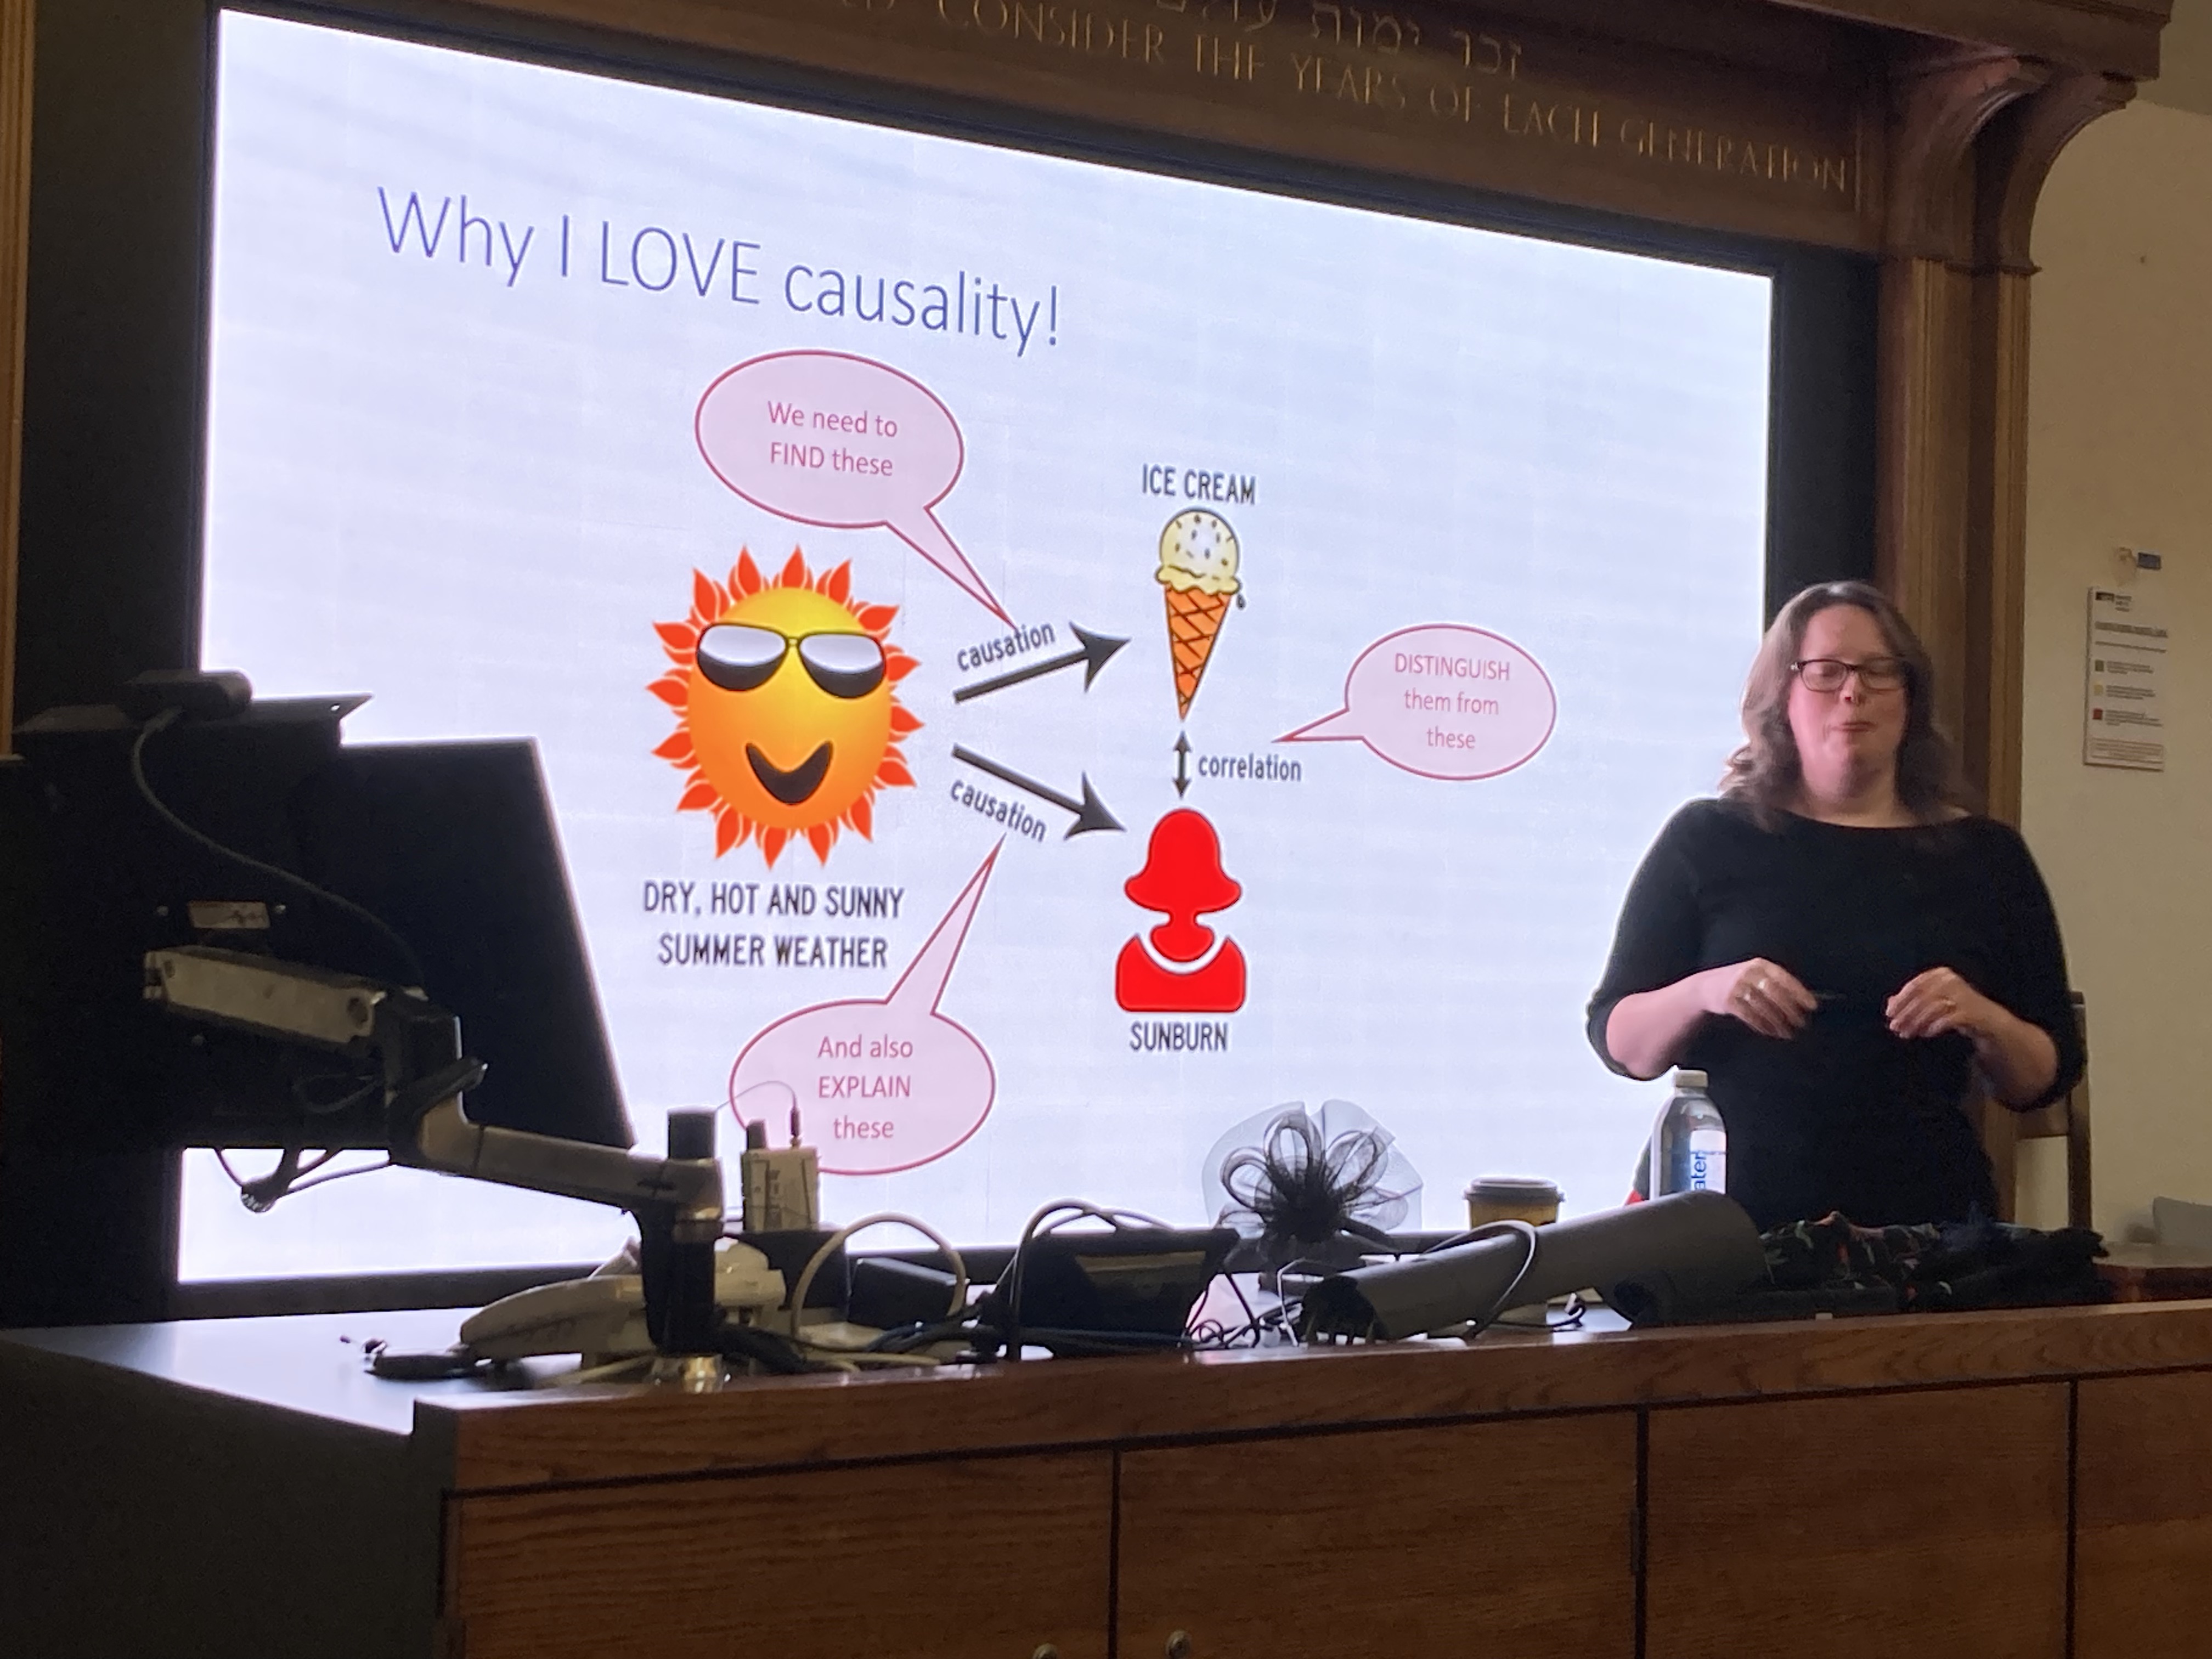 זכר ימות עולם
CONSIDER THE YEARS OF EACH GENERATION
Why I LOVE causality!
We need to
FIND these
ICE CREAM
causation
DISTINGUISH
them from
these
correlation
causation
DRY, HOT AND SUNNY
SUMMER WEATHER
SUNBURN
And also
EXPLAIN
these
ater